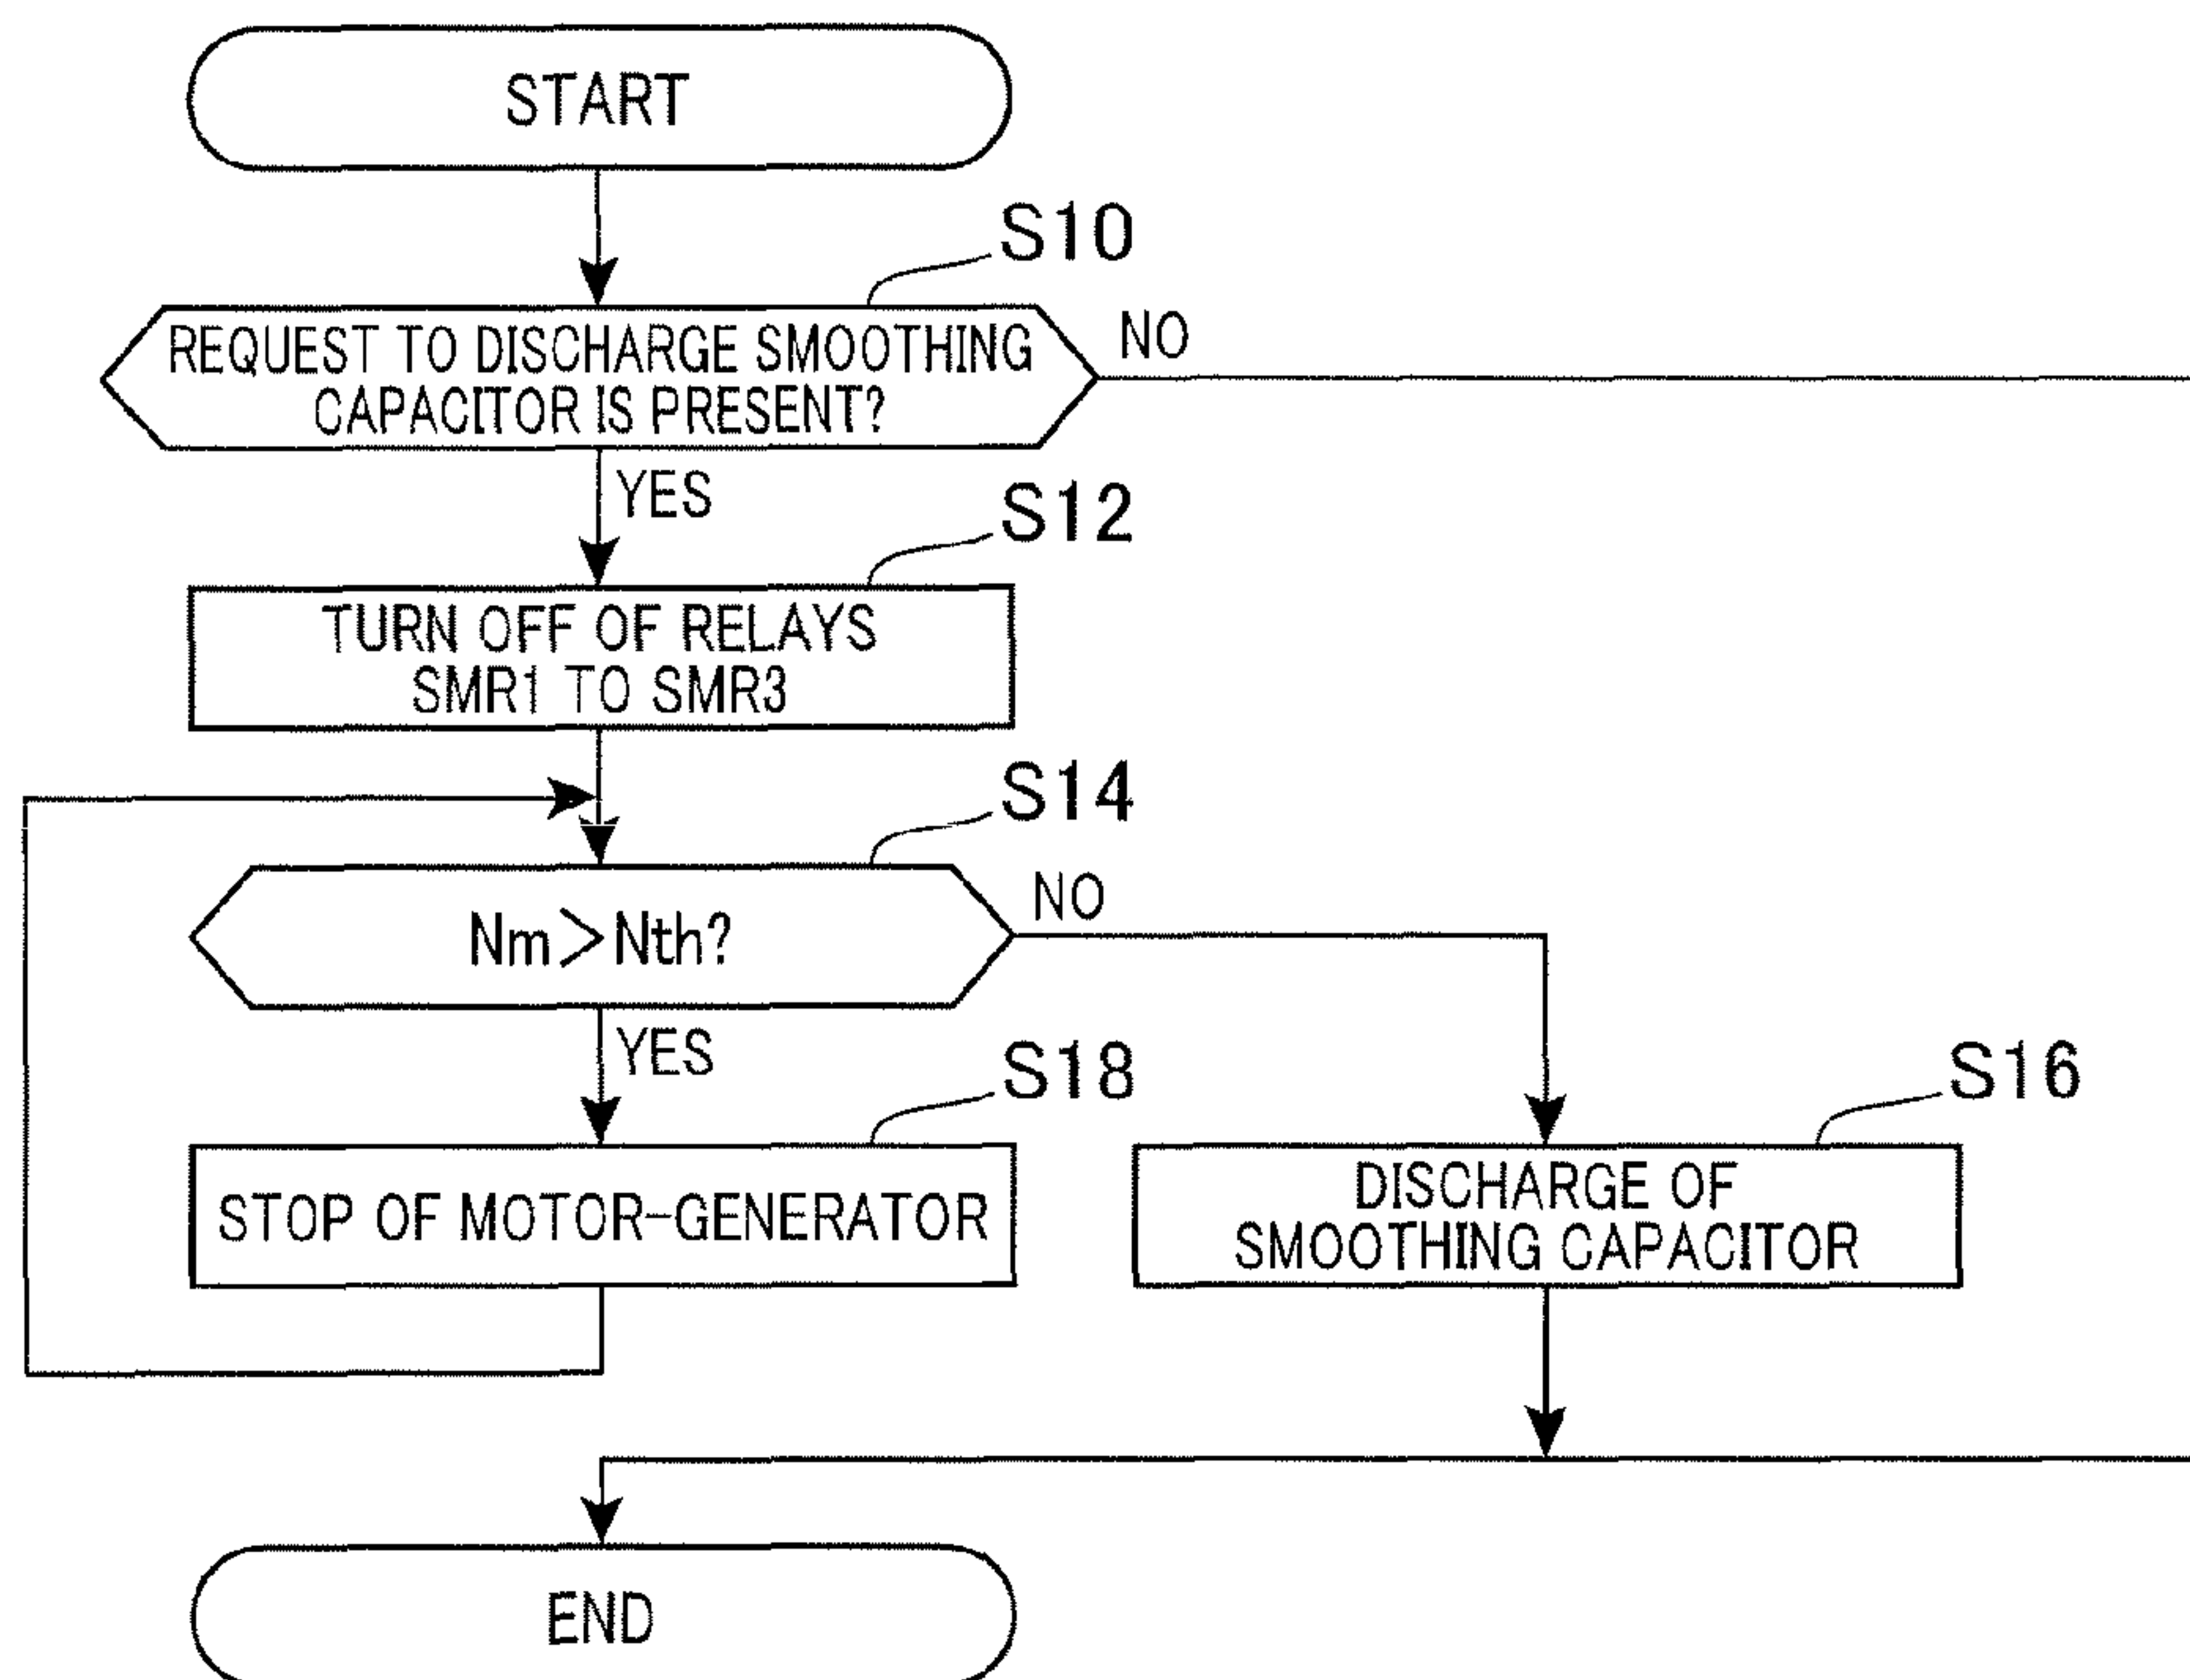 START
S10
REQUEST TO DISCHARGE SMOOTHING
CAPACITOR IS PRESENT?
NO
YES
S12
TURN OFF OF RELAYS
SMR1 TO SMR3
S14
Nm>Nth?
NO
YES
S18
STOP OF MOTOR-GENERATOR
S16
DISCHARGE OF
SMOOTHING CAPACITOR
END